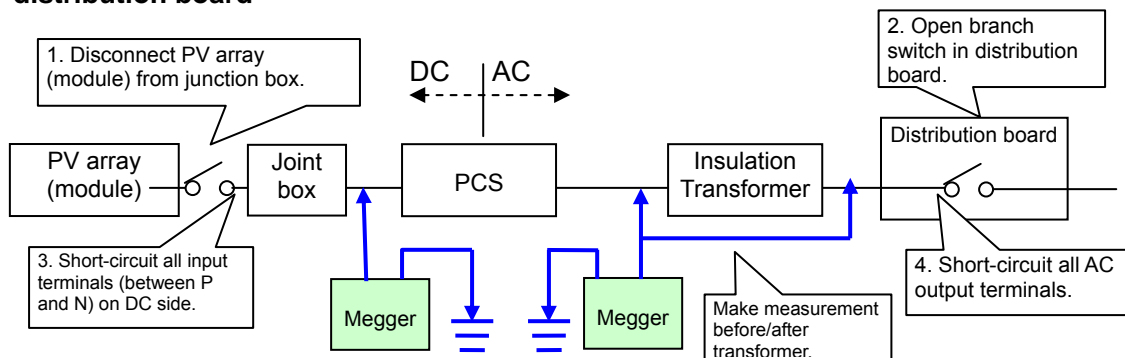 distribution board
1. Disconnect PV array
(module) from junction box.
2. Open branch
switch in distribution
board.
DC
AC
PV array
(module)
Joint
box
PCS
Insulation
Transformer
Distribution board
3. Short-circuit all input
terminals (between P
and N) on DC side.
Megger
Megger
Make measurement
before/after
transformer.
4. Short-circuit all AC
output terminals.